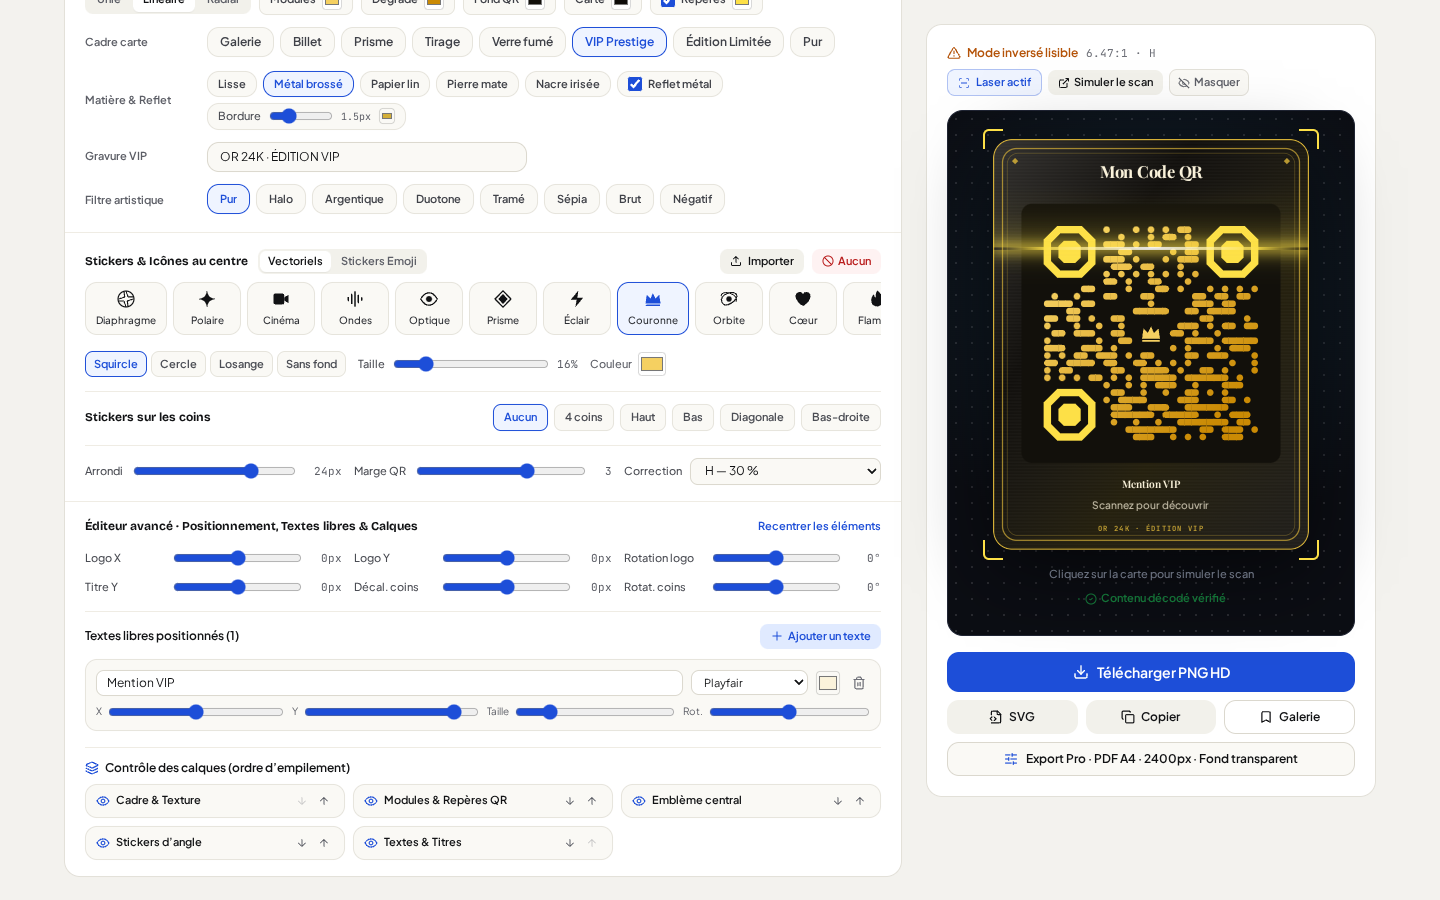 Unie Linéaire Radial Modules Dégradé Fond QR Carte Repères
Cadre carte Galerie Billet Prisme Tirage Verre fumé VIP Prestige Édition Limitée Pur
Matière & Reflet Lisse Métal brossé Papier lin Pierre mate Nacre irisée Reflet métal
Bordure 1.5px
Gravure VIP OR 24K · ÉDITION VIP
Filtre artistique Pur Halo Argentique Duotone Tramé Sépia Brut Négatif
Stickers & Icônes au centre Vectoriels Stickers Emoji Importer Aucun
Diaphragme Polaire Cinéma Ondes Optique Prisme Éclair Couronne Orbite Cœur Flam
Squircle Cercle Losange Sans fond Taille 16% Couleur
Stickers sur les coins Aucun 4 coins Haut Bas Diagonale Bas-droite
Arrondi 24px Marge QR 3 Correction H — 30 %
Éditeur avancé · Positionnement, Textes libres & Calques Recentrer les éléments
Logo X 0px Logo Y 0px Rotation logo 0°
Titre Y 0px Décal. coins 0px Rotat. coins 0°
Textes libres positionnés (1) Ajouter un texte
Mention VIP Playfair
X Y Taille Rot.
Contrôle des calques (ordre d’empilement)
Cadre & Texture ↓ ↑ Modules & Repères QR ↓ ↑ Emblème central ↓ ↑
Stickers d’angle ↓ ↑ Textes & Titres ↓ ↑
Mode inversé lisible 6.47:1 · H
Laser actif Simuler le scan Masquer
Mon Code QR
Mention VIP
Scannez pour découvrir
OR 24K · ÉDITION VIP
Cliquez sur la carte pour simuler le scan
Contenu décodé vérifié
Télécharger PNG HD
SVG Copier Galerie
Export Pro · PDF A4 · 2400px · Fond transparent